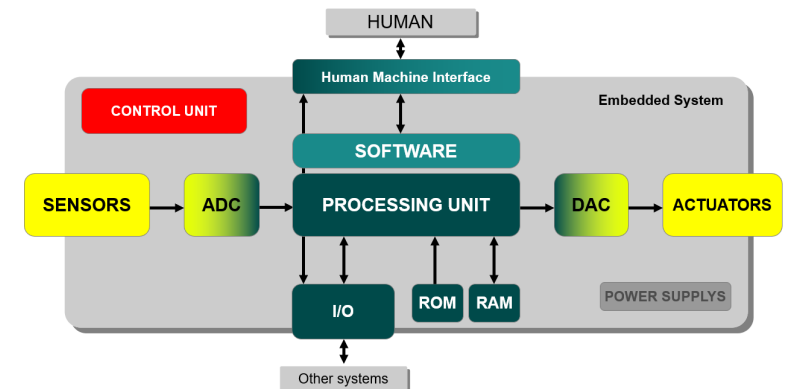 HUMAN
Human Machine Interface
CONTROL UNIT
Embedded System
SOFTWARE
SENSORS
ADC
PROCESSING UNIT
DAC
ACTUATORS
I/O
ROM
RAM
POWER SUPPLYS
Other systems